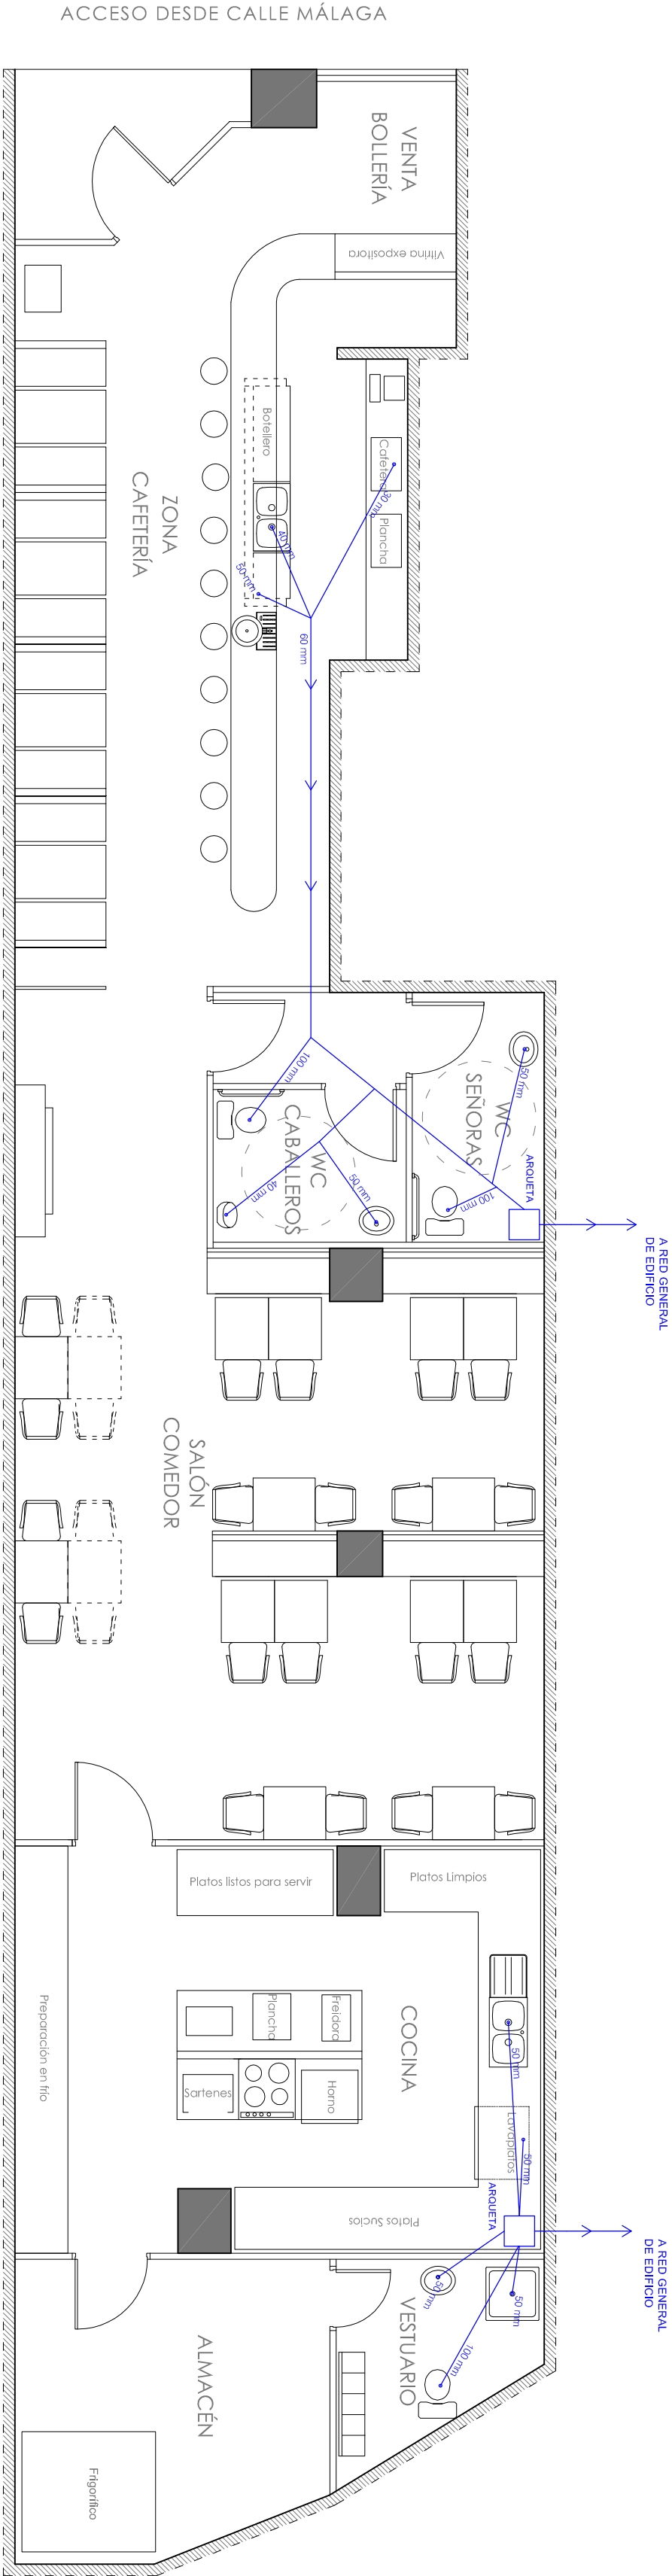 ACCESO DESDE CALLE MÁLAGA
VENTA
BOLLERÍA
Vitrina expositora
Botellero
Cafetera
30 mm
Plancha
40 mm
50 mm
60 mm
ZONA
CAFETERÍA
100 mm
50 mm
WC
SEÑORAS
WC
CABALLEROS
40 mm
50 mm
100 mm
ARQUETA
A RED GENERAL
DE EDIFICIO
SALÓN
COMEDOR
Platos listos para servir
Platos Limpios
Preparación en frío
Plancha
Freidora
COCINA
Sartenes
Horno
50 mm
Lavaplatos
50 mm
Platos Sucios
ARQUETA
A RED GENERAL
DE EDIFICIO
50 mm
50 mm
VESTUARIO
100 mm
ALMACÉN
Frigorífico